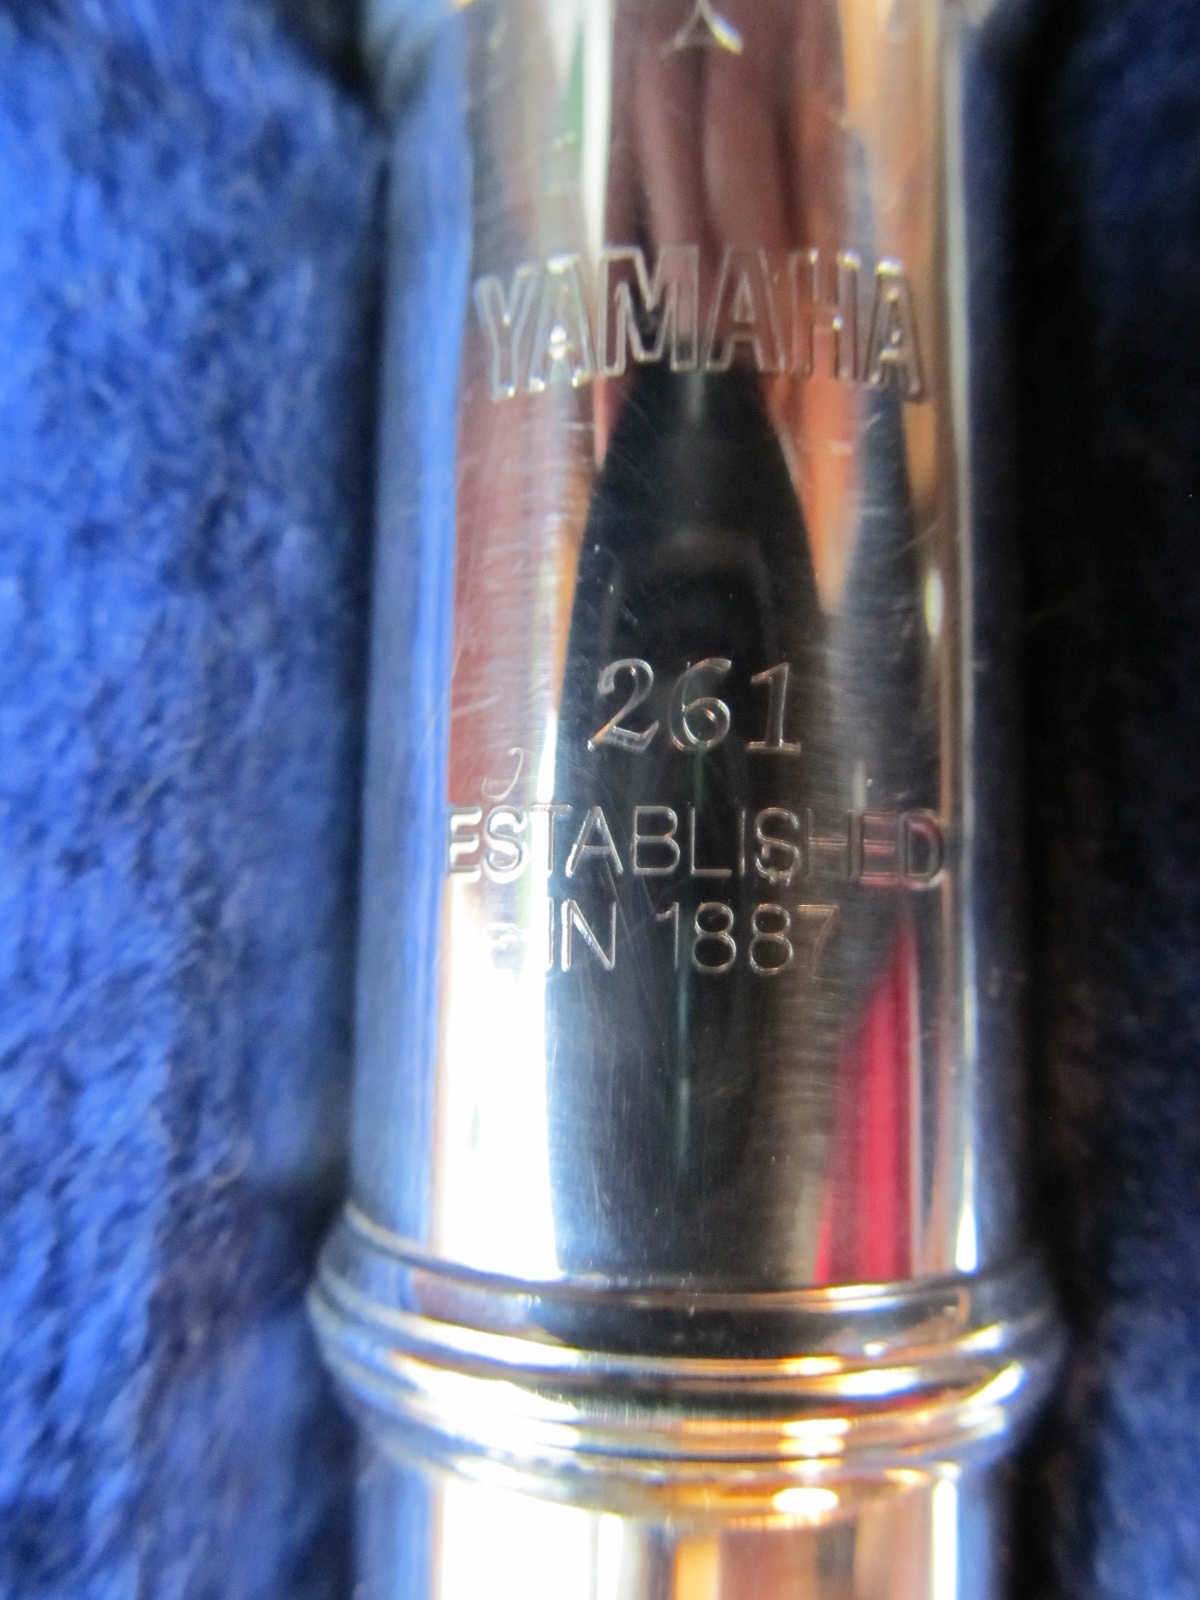 YAMAHA
261
ESTABLISHED
IN 1887